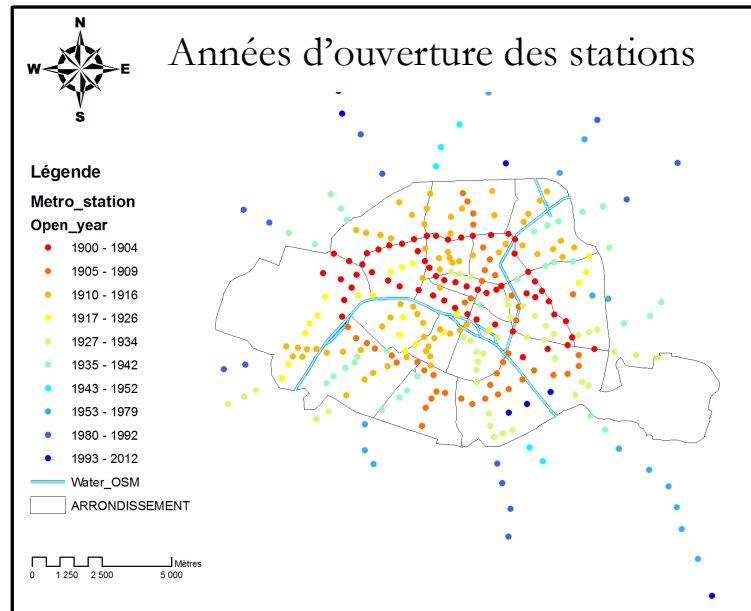 N
W E
S
Années d'ouverture des stations
Légende
Metro_station
Open_year
1900 - 1904
1905 - 1909
1910 - 1916
1917 - 1926
1927 - 1934
1935 - 1942
1943 - 1952
1953 - 1979
1980 - 1992
1993 - 2012
Water_OSM
ARRONDISSEMENT
Mètres
0 1 250 2 500 5 000